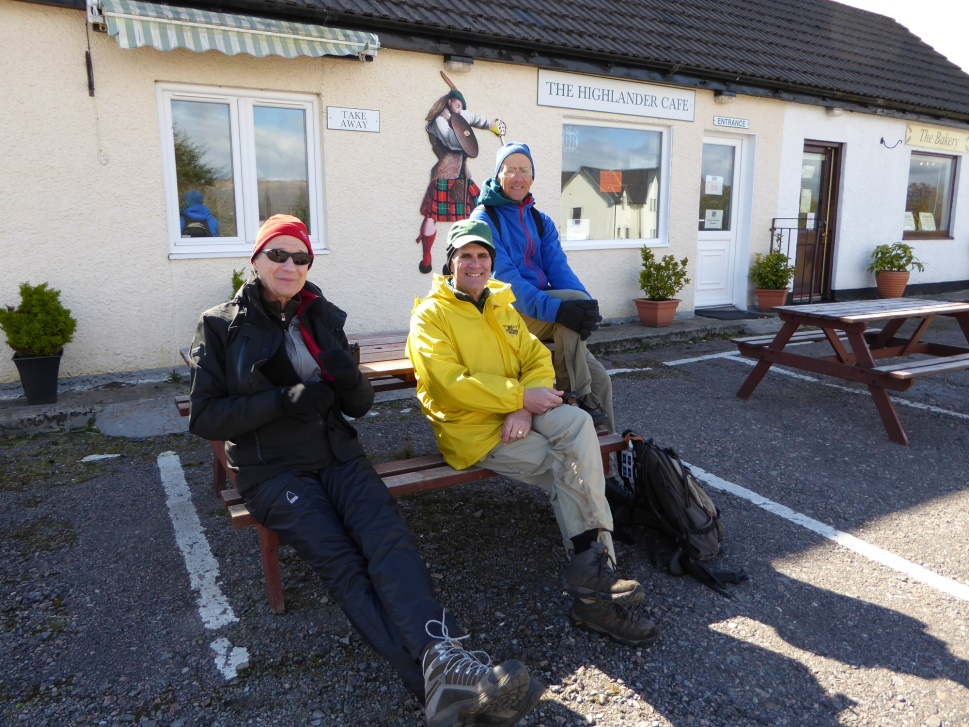 TAKE
AWAY
THE HIGHLANDER CAFE
ENTRANCE
The Bakery